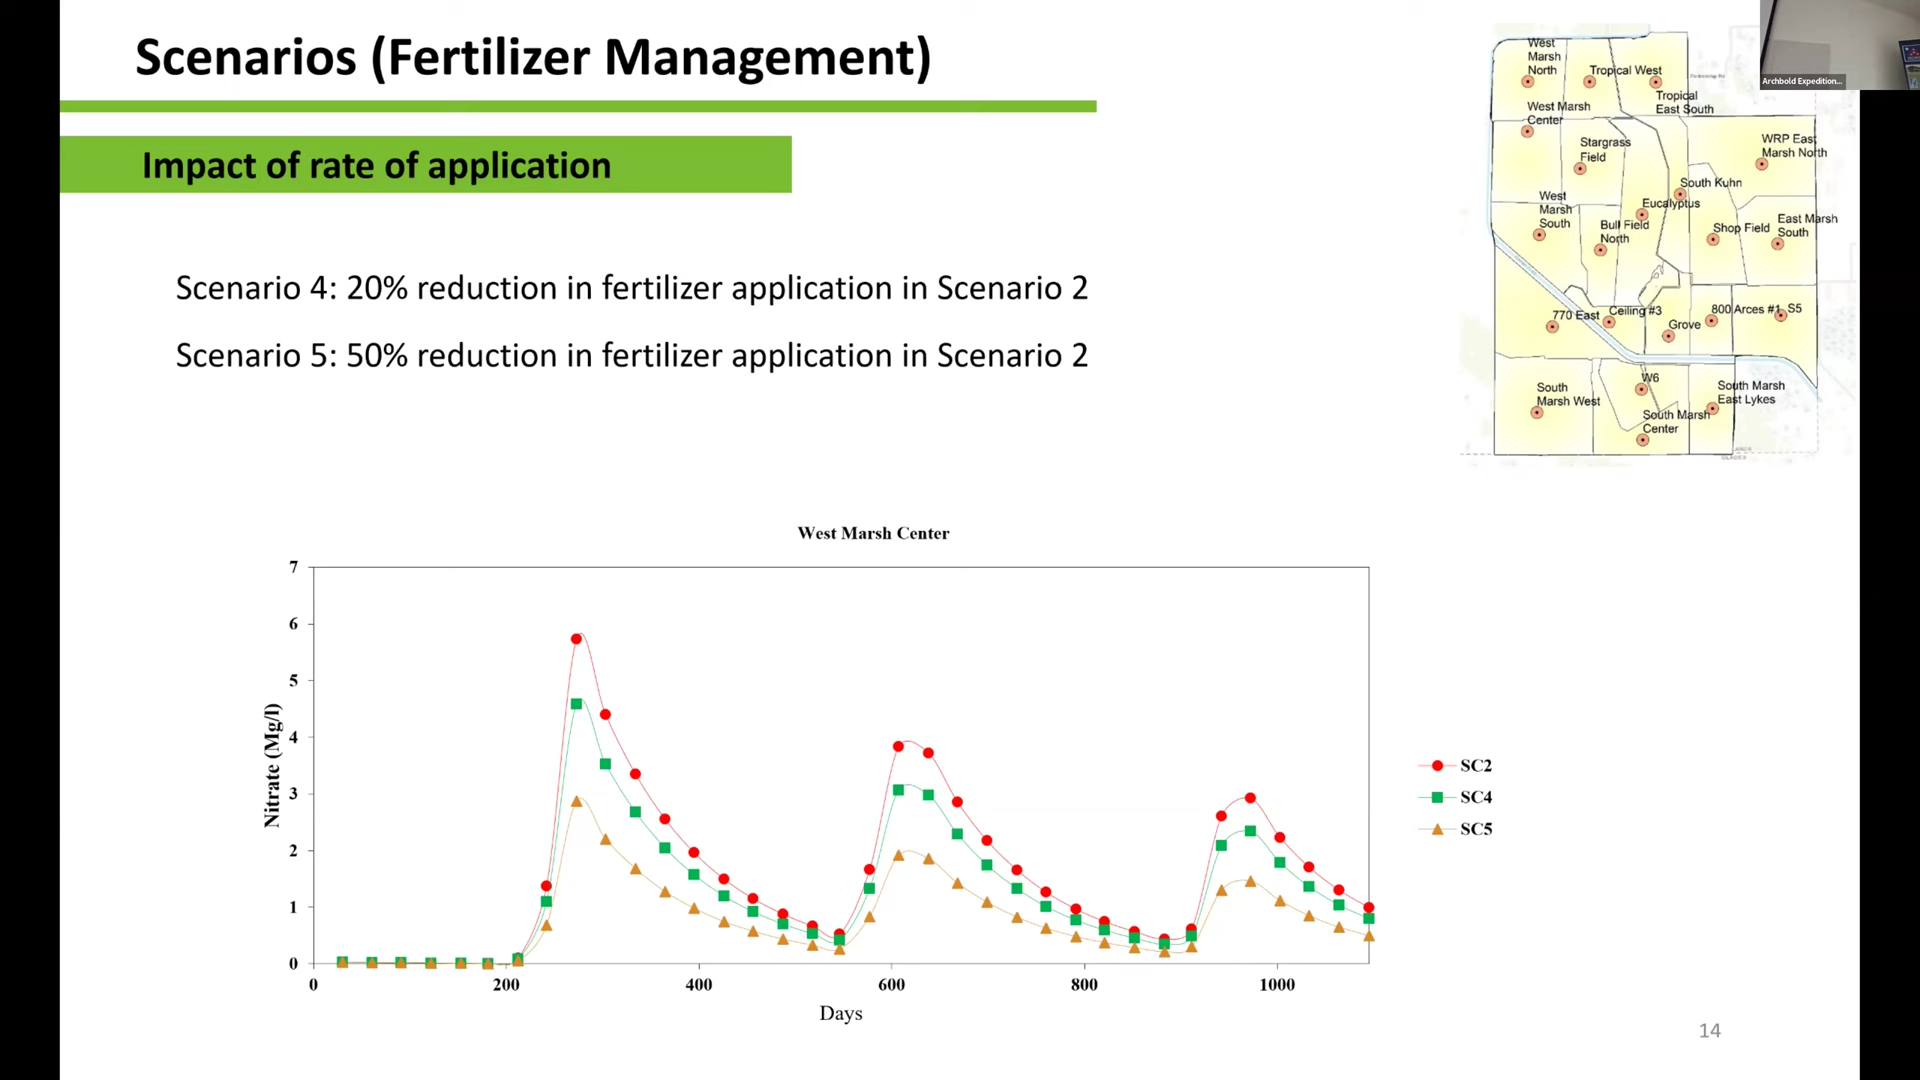 Scenarios (Fertilizer Management)
Impact of rate of application
Scenario 4: 20% reduction in fertilizer application in Scenario 2
Scenario 5: 50% reduction in fertilizer application in Scenario 2
West
Marsh
North
Tropical West
Tropical
East South
West Marsh
Center
Stargrass
Field
WRP East
Marsh North
South Kuhn
West
Marsh
South
Eucalyptus
Bull Field
North
Shop Field
East Marsh
South
770 East
Ceiling #3
Grove
800 Arces #1
S5
South
Marsh West
W6
South Marsh
Center
South Marsh
East Lykes
Archbold Expedition...
West Marsh Center
Nitrate (Mg/l)
7
6
5
4
3
2
1
0
0 200 400 600 800 1000
Days
SC2
SC4
SC5
14